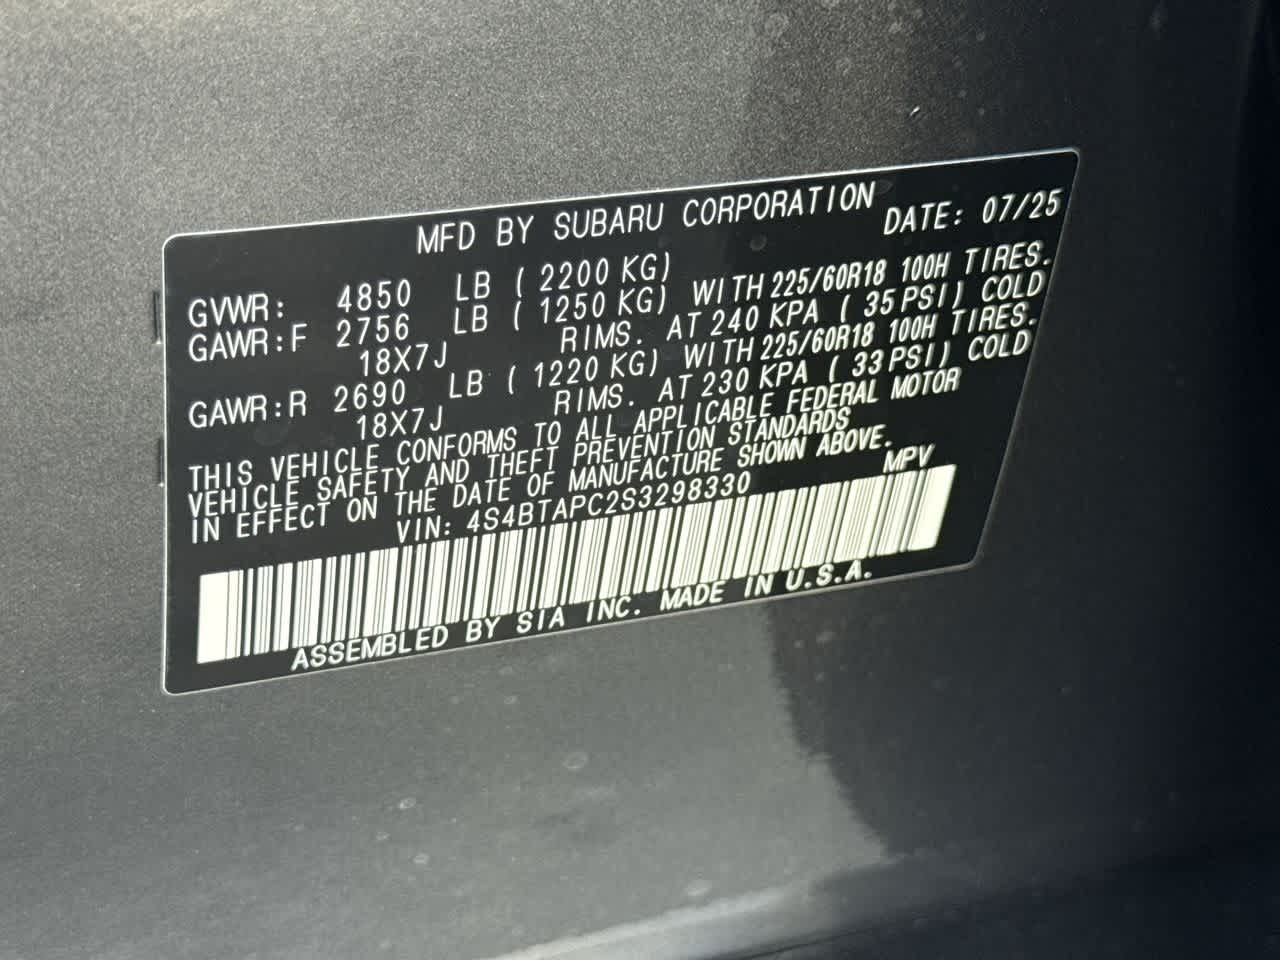 MFD BY SUBARU CORPORATION DATE: 07/25
GVWR: 4850 LB ( 2200 KG)
GAWR:F 2756 LB ( 1250 KG) WITH 225/60R18 100H TIRES.
18X7J RIMS. AT 240 KPA ( 35 PSI) COLD
GAWR:R 2690 LB ( 1220 KG) WITH 225/60R18 100H TIRES.
18X7J RIMS. AT 230 KPA ( 33 PSI) COLD
THIS VEHICLE CONFORMS TO ALL APPLICABLE FEDERAL MOTOR
VEHICLE SAFETY AND THEFT PREVENTION STANDARDS
IN EFFECT ON THE DATE OF MANUFACTURE SHOWN ABOVE.
VIN: 4S4BTAPC2S3298330 MPV
ASSEMBLED BY SIA INC. MADE IN U.S.A.